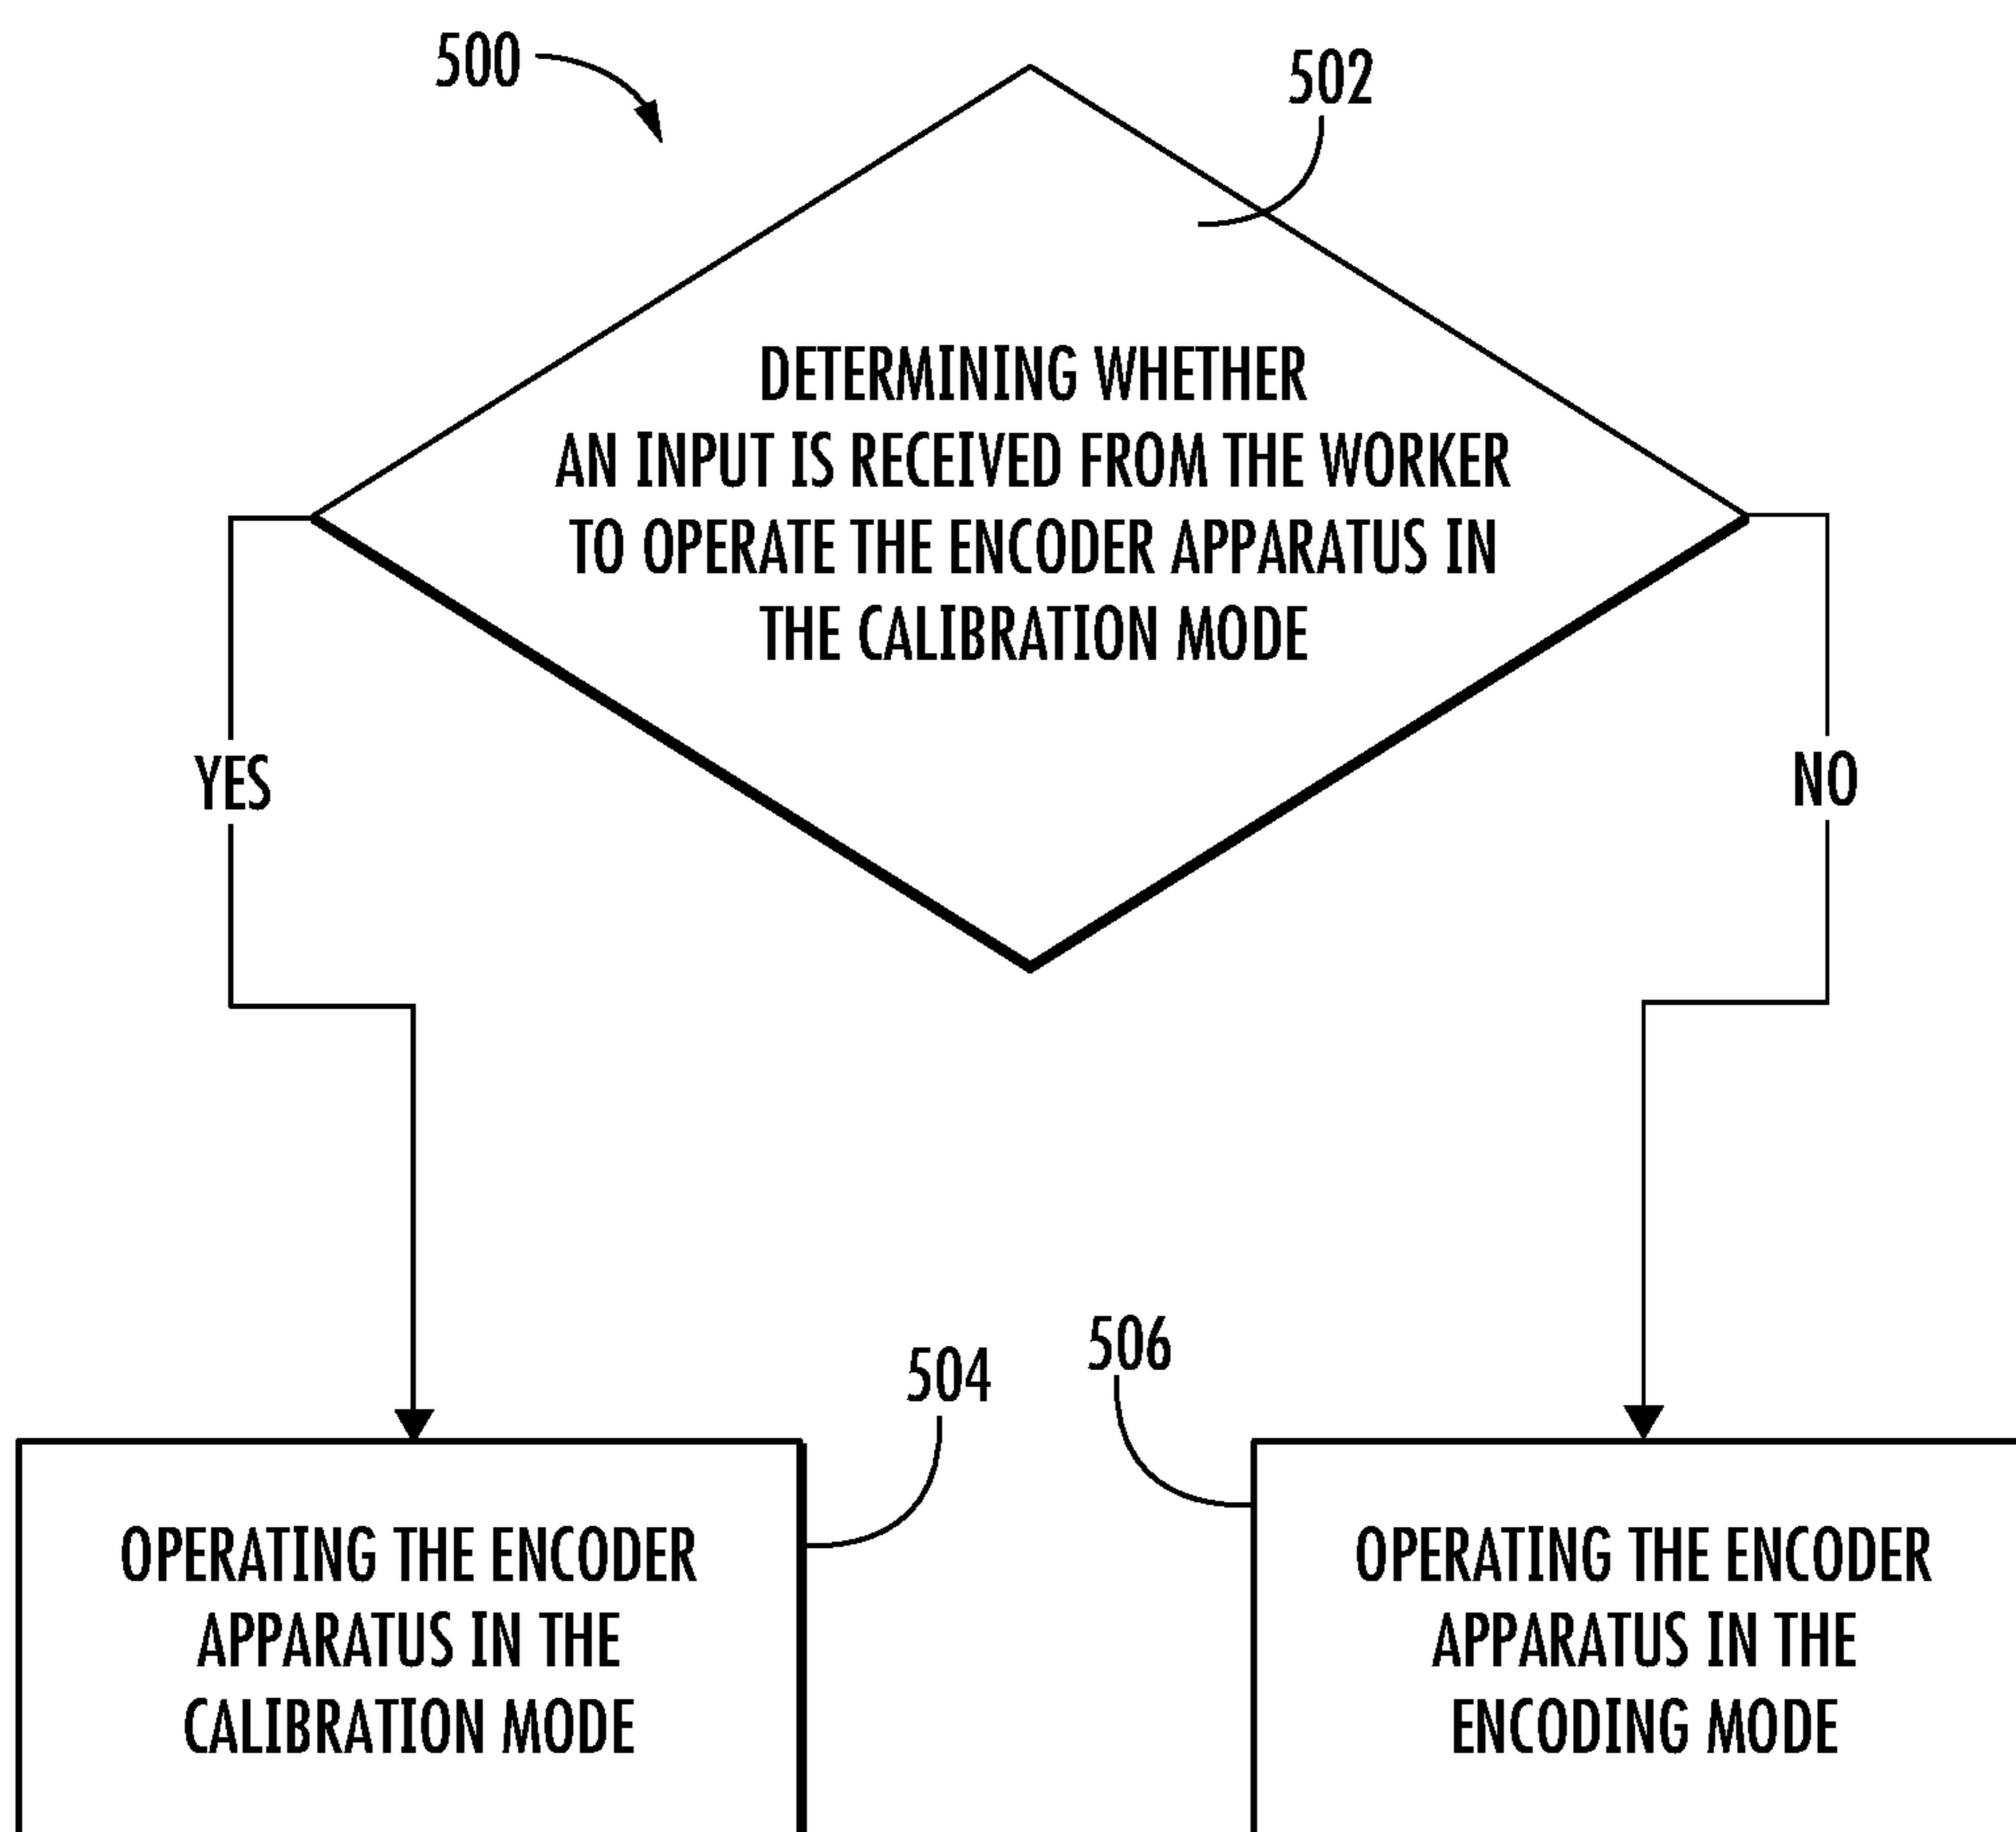 500
502
DETERMINING WHETHER
AN INPUT IS RECEIVED FROM THE WORKER
TO OPERATE THE ENCODER APPARATUS IN
THE CALIBRATION MODE
YES
NO
504
506
OPERATING THE ENCODER
APPARATUS IN THE
CALIBRATION MODE
OPERATING THE ENCODER
APPARATUS IN THE
ENCODING MODE